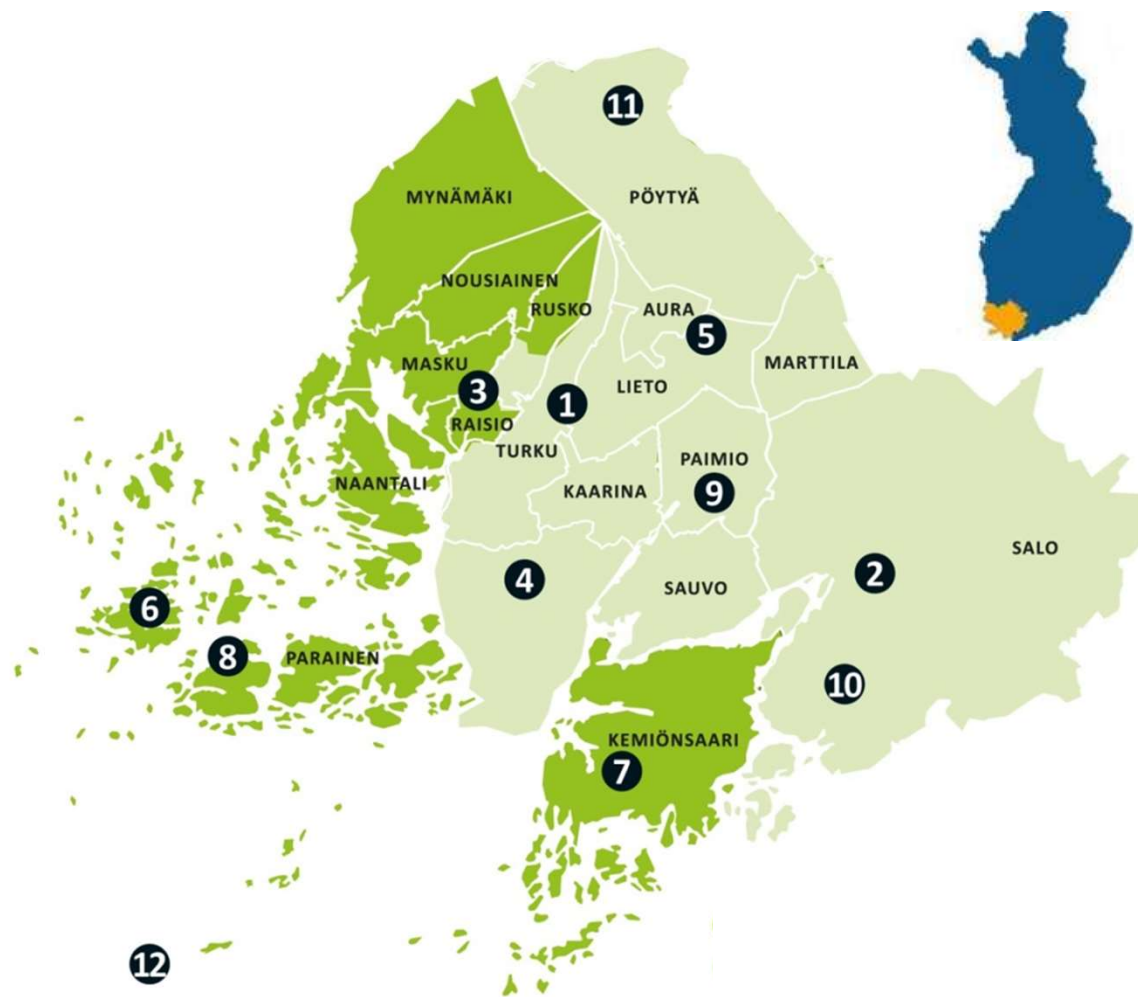 11
MYNÄMÄKI
PÖYTYÄ
NOUSIAINEN
RUSKO
AURA
5
MASKU
MARTTILA
3
LIETO
1
RAISIO
TURKU
PAIMIO
NAANTALI
KAARINA
9
SALO
4
2
SAUVO
6
8
PARAINEN
10
KEMIÖNSAARI
7
12